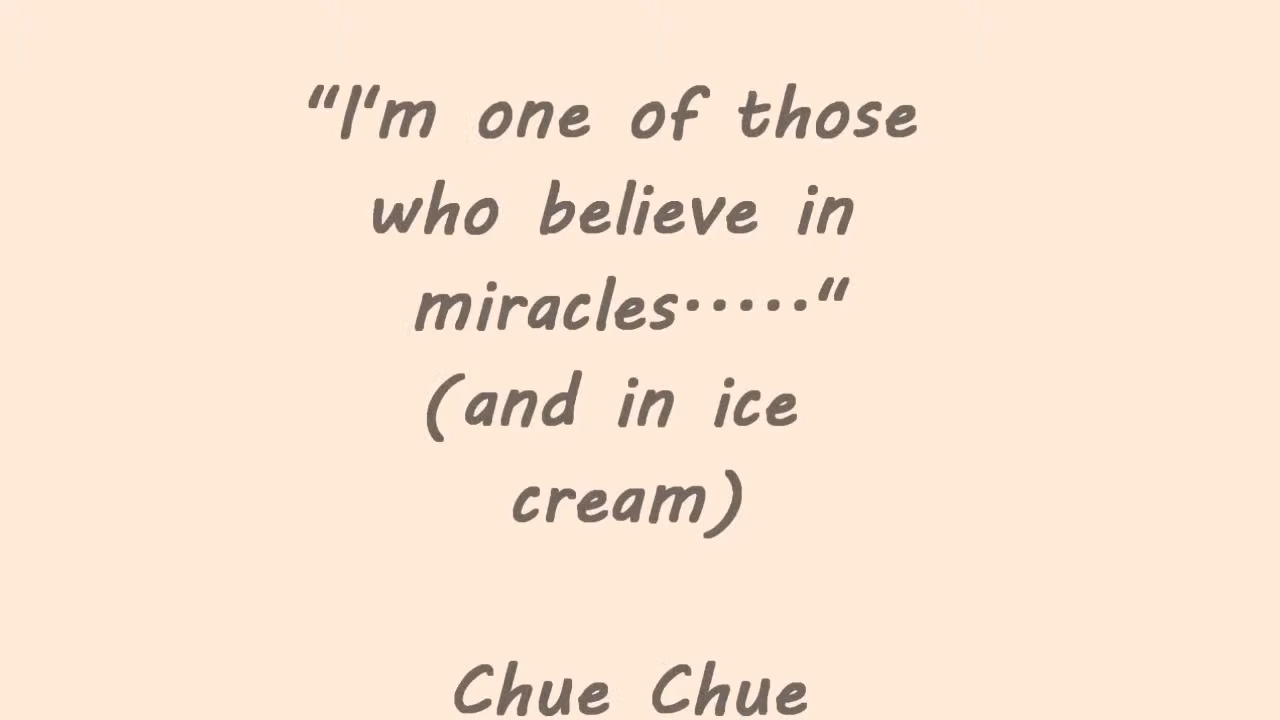 “I‘m one of those
who believe in
miracles·····“
(and in ice
cream)
Chue Chue